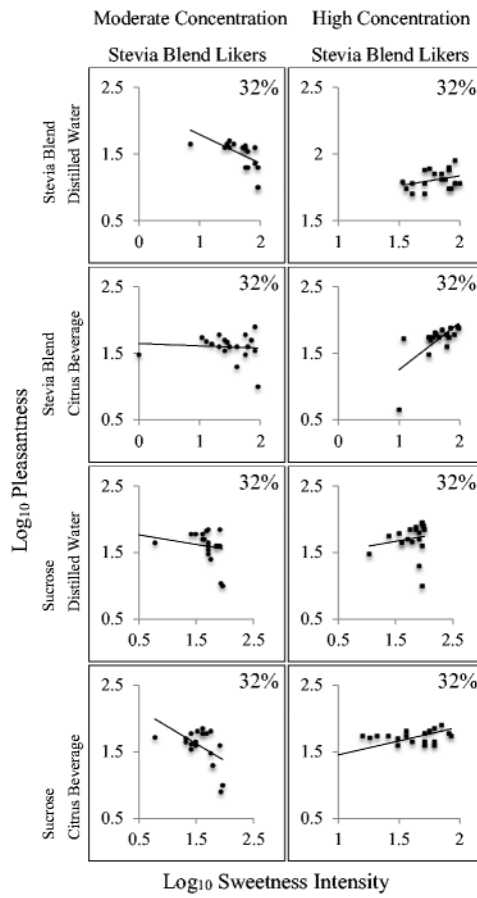 Moderate Concentration High Concentration
Stevia Blend Likers Stevia Blend Likers
Log10 Pleasantness
Stevia Blend
Distilled Water
32%
2.5
1.5
0.5
0 1 2
32%
2.5
2
1.5
1 1.5 2
Stevia Blend
Citrus Beverage
32%
2.5
1.5
0.5
0 1 2
32%
2.5
1.5
0.5
0 1 2
Sucrose
Distilled Water
32%
2.5
1.5
0.5
0.5 1.5 2.5
32%
2.5
1.5
0.5
0.5 1.5 2.5
Sucrose
Citrus Beverage
32%
2.5
1.5
0.5
0.5 1.5 2.5
32%
2.5
1.5
0.5
1 1.5 2
Log10 Sweetness Intensity